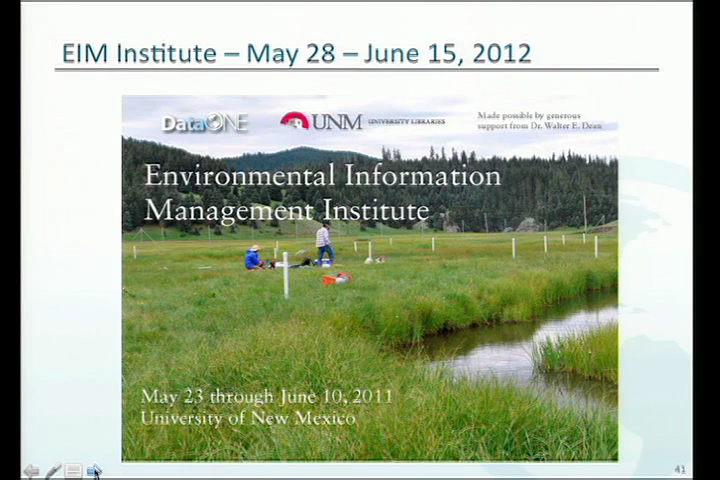 EIM Institute – May 28 – June 15, 2012
DataONE
UNM UNIVERSITY LIBRARIES
Made possible by generous
support from Dr. Walter E. Dean
Environmental Information
Management Institute
May 23 through June 10, 2011
University of New Mexico
41